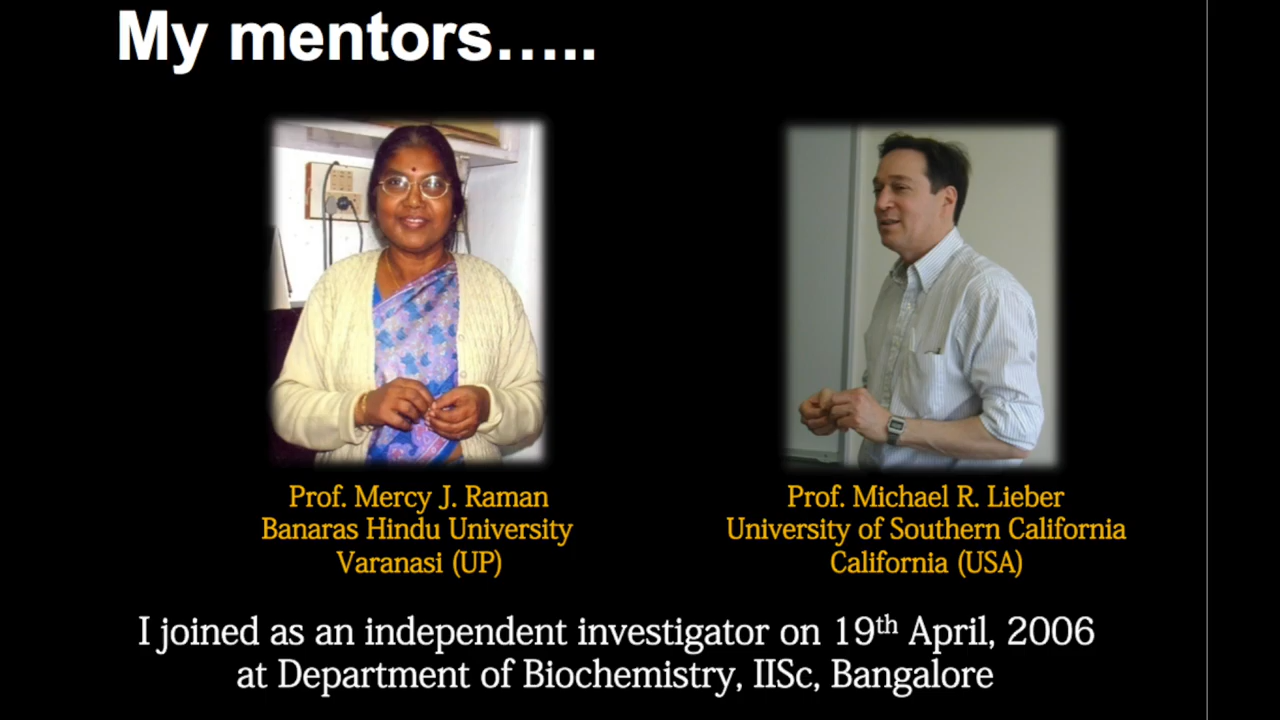 My mentors.....
Prof. Mercy J. Raman
Banaras Hindu University
Varanasi (UP)
Prof. Michael R. Lieber
University of Southern California
California (USA)
I joined as an independent investigator on 19th April, 2006
at Department of Biochemistry, IISc, Bangalore